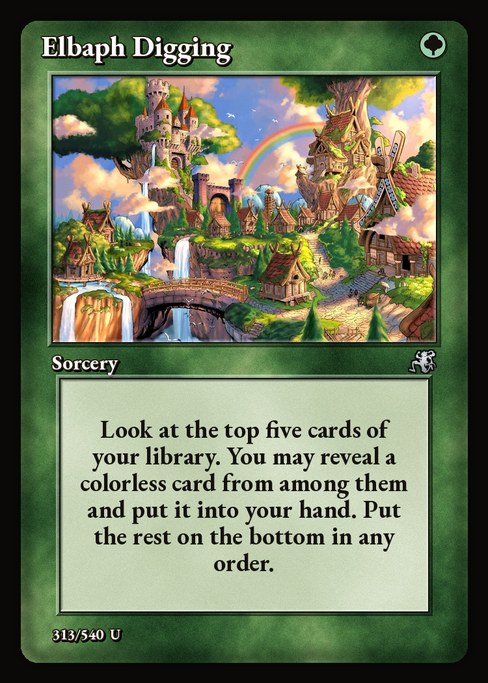 Elbaph Digging
Sorcery
Look at the top five cards of
your library. You may reveal a
colorless card from among them
and put it into your hand. Put
the rest on the bottom in any
order.
313/540 U